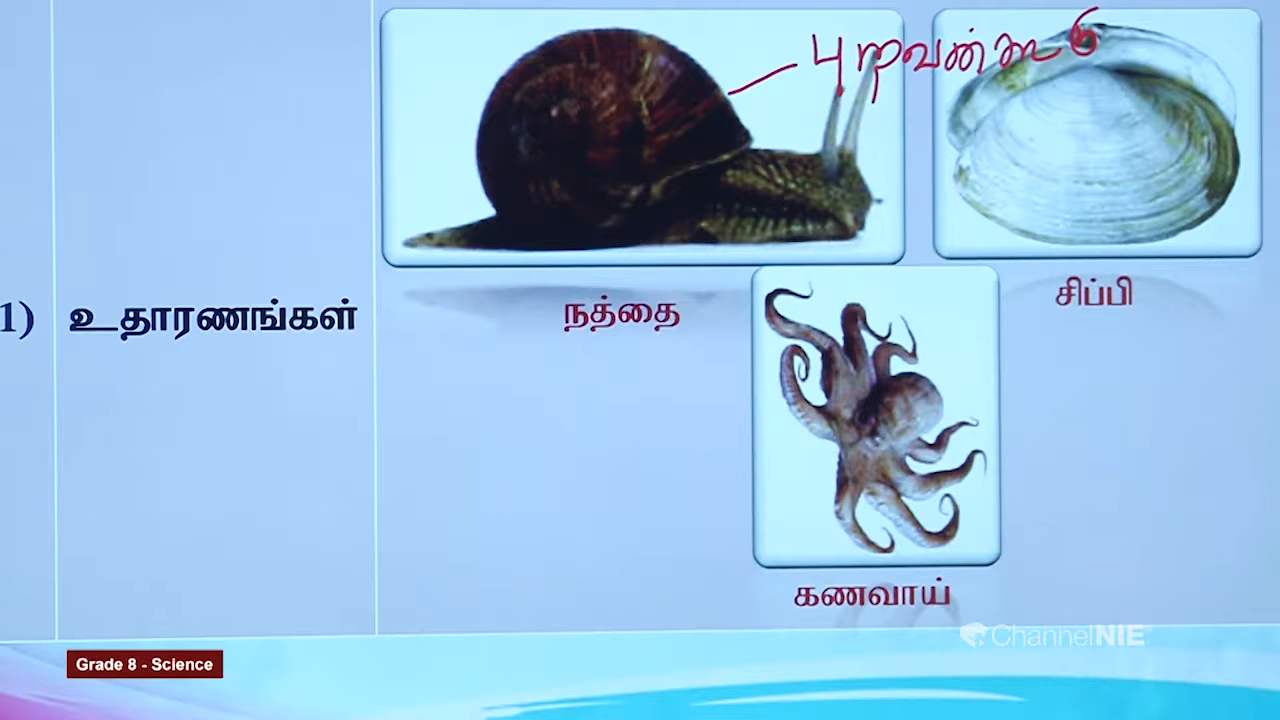 புறவன்கூடு
1) உதாரணங்கள்
நத்தை
சிப்பி
கணவாய்
ChannelNIE
Grade 8 - Science